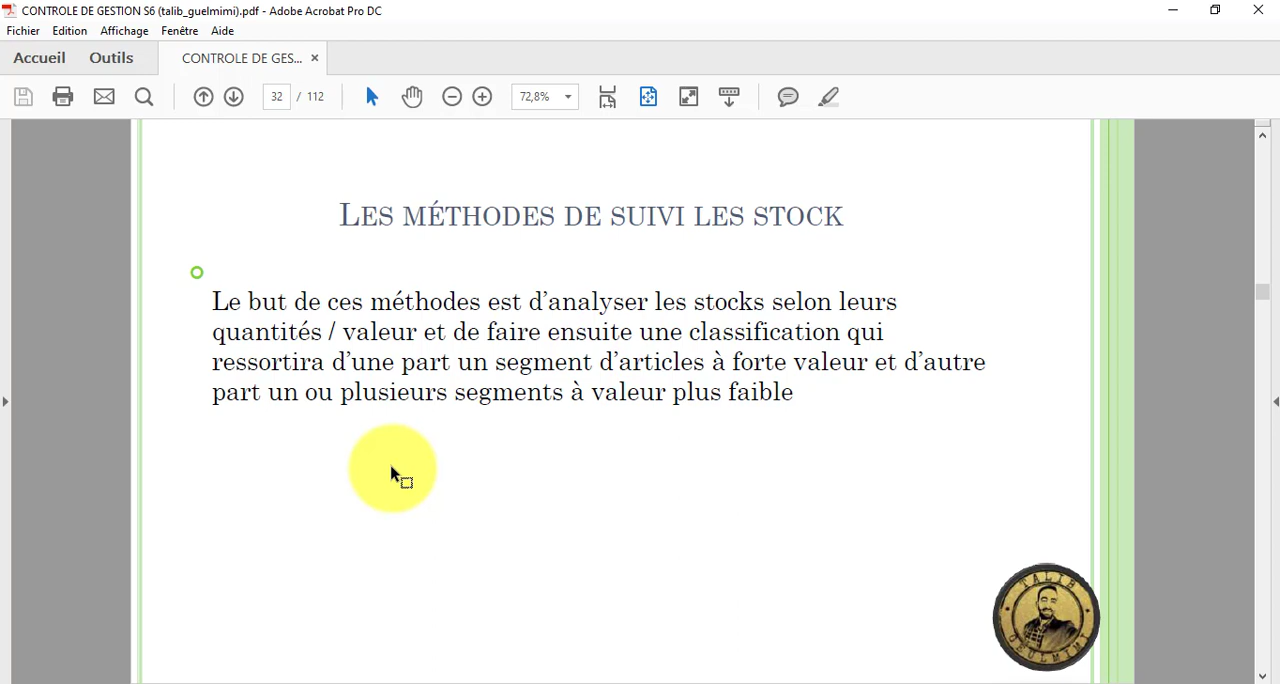 CONTROLE DE GESTION S6 (talib_guelmimi).pdf - Adobe Acrobat Pro DC
Fichier Edition Affichage Fenêtre Aide
Accueil Outils CONTROLE DE GES... ×
32 / 112 72,8%
LES MÉTHODES DE SUIVI LES STOCK
Le but de ces méthodes est d’analyser les stocks selon leurs
quantités / valeur et de faire ensuite une classification qui
ressortira d’une part un segment d’articles à forte valeur et d’autre
part un ou plusieurs segments à valeur plus faible
TALIB
GEULMIMI